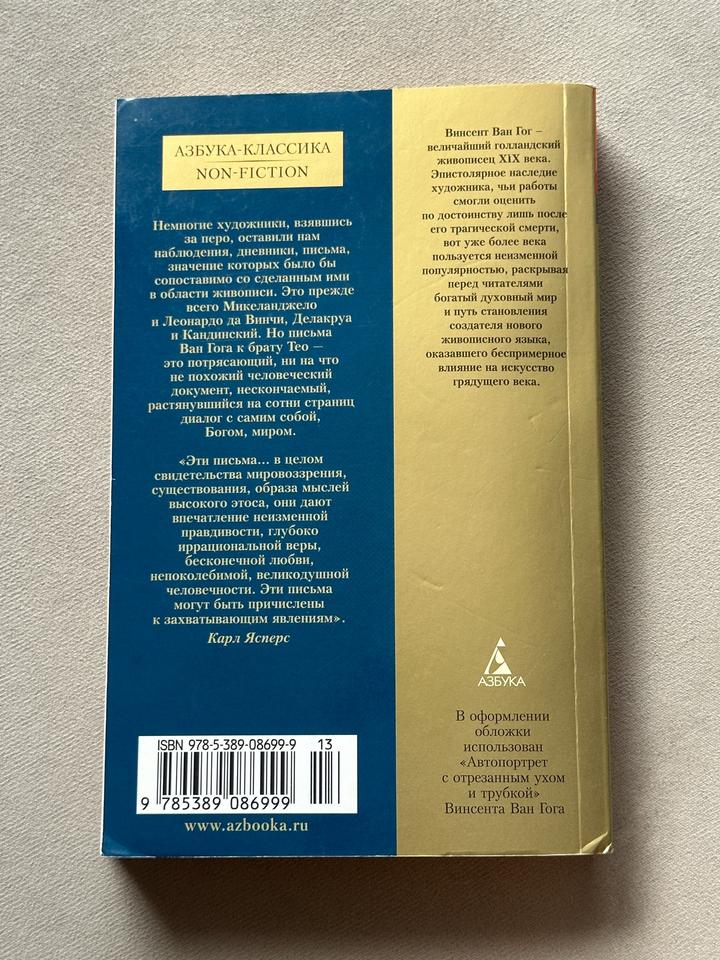 АЗБУКА-КЛАССИКА
NON-FICTION
Немногие художники, взявшись
за перо, оставили нам
наблюдения, дневники, письма,
значение которых было бы
сопоставимо со сделанным ими
в области живописи. Это прежде
всего Микеланджело
и Леонардо да Винчи, Делакруа
и Кандинский. Но письма
Ван Гога к брату Тео —
это потрясающий, ни на что
не похожий человеческий
документ, нескончаемый,
растянувшийся на сотни страниц
диалог с самим собой,
Богом, миром.
«Эти письма... в целом
свидетельства мировоззрения,
существования, образа мыслей
высокого этоса, они дают
впечатление неизменной
правдивости, глубоко
иррациональной веры,
бесконечной любви,
непоколебимой, великодушной
человечности. Эти письма
могут быть причислены
к захватывающим явлениям».
Карл Ясперс
ISBN 978-5-389-08699-9 13
9 785389 086999
www.azbooka.ru
Винсент Ван Гог —
величайший голландский
живописец XIX века.
Эпистолярное наследие
художника, чьи работы
смогли оценить
по достоинству лишь после
его трагической смерти,
вот уже более века
пользуется неизменной
популярностью, раскрывая
перед читателями
богатый духовный мир
и путь становления
создателя нового
живописного языка,
оказавшего беспримерное
влияние на искусство
грядущего века.
АЗБУКА
В оформлении
обложки
использован
«Автопортрет
с отрезанным ухом
и трубкой»
Винсента Ван Гога